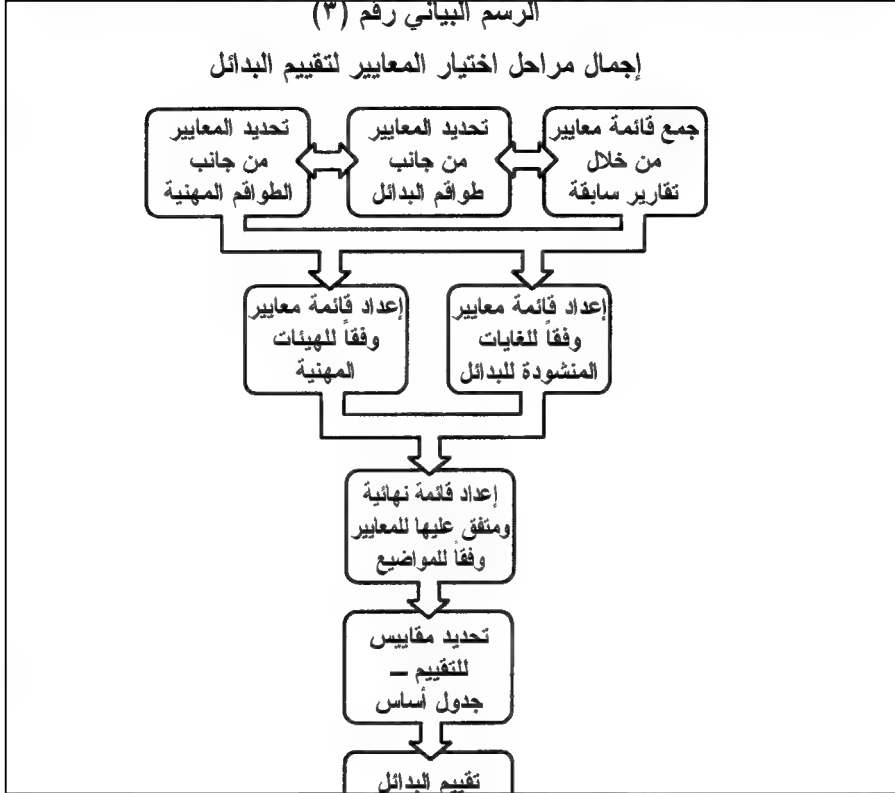 الرسم البياني رقم (٣)
إجمال مراحل اختيار المعايير لتقييم البدائل
جمع قائمة معايير
من خلال
تقارير سابقة
تحديد المعايير
من جانب
طواقم البدائل
تحديد المعايير
من جانب
الطواقم المهنية
إعداد قائمة معايير
وفقاً للغايات
المنشودة للبدائل
إعداد قائمة معايير
وفقاً للهيئات
المهنية
إعداد قائمة نهائية
ومتفق عليها للمعايير
وفقاً للمواضيع
تحديد مقاييس
للتقييم –
جدول أساس
تقييم البدائل